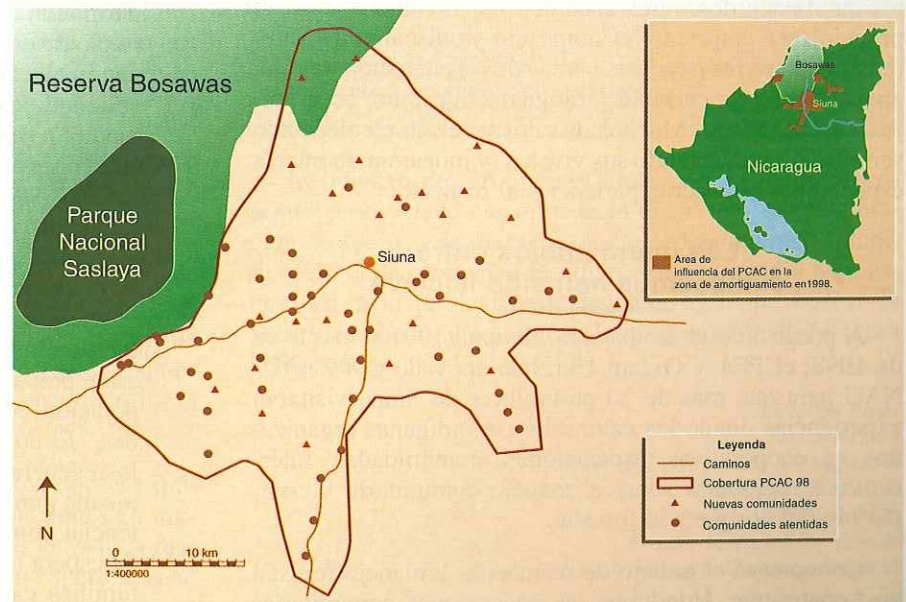 Reserva Bosawas
Parque
Nacional
Saslaya
Siuna
N
0 10 km
1:400000
Bosawas
Siuna
Nicaragua
Area de
influencia del PCAC en la
zona de amortiguamiento en1998.
Leyenda
Caminos
Cobertura PCAC 98
Nuevas comunidades
Comunidades atentidas